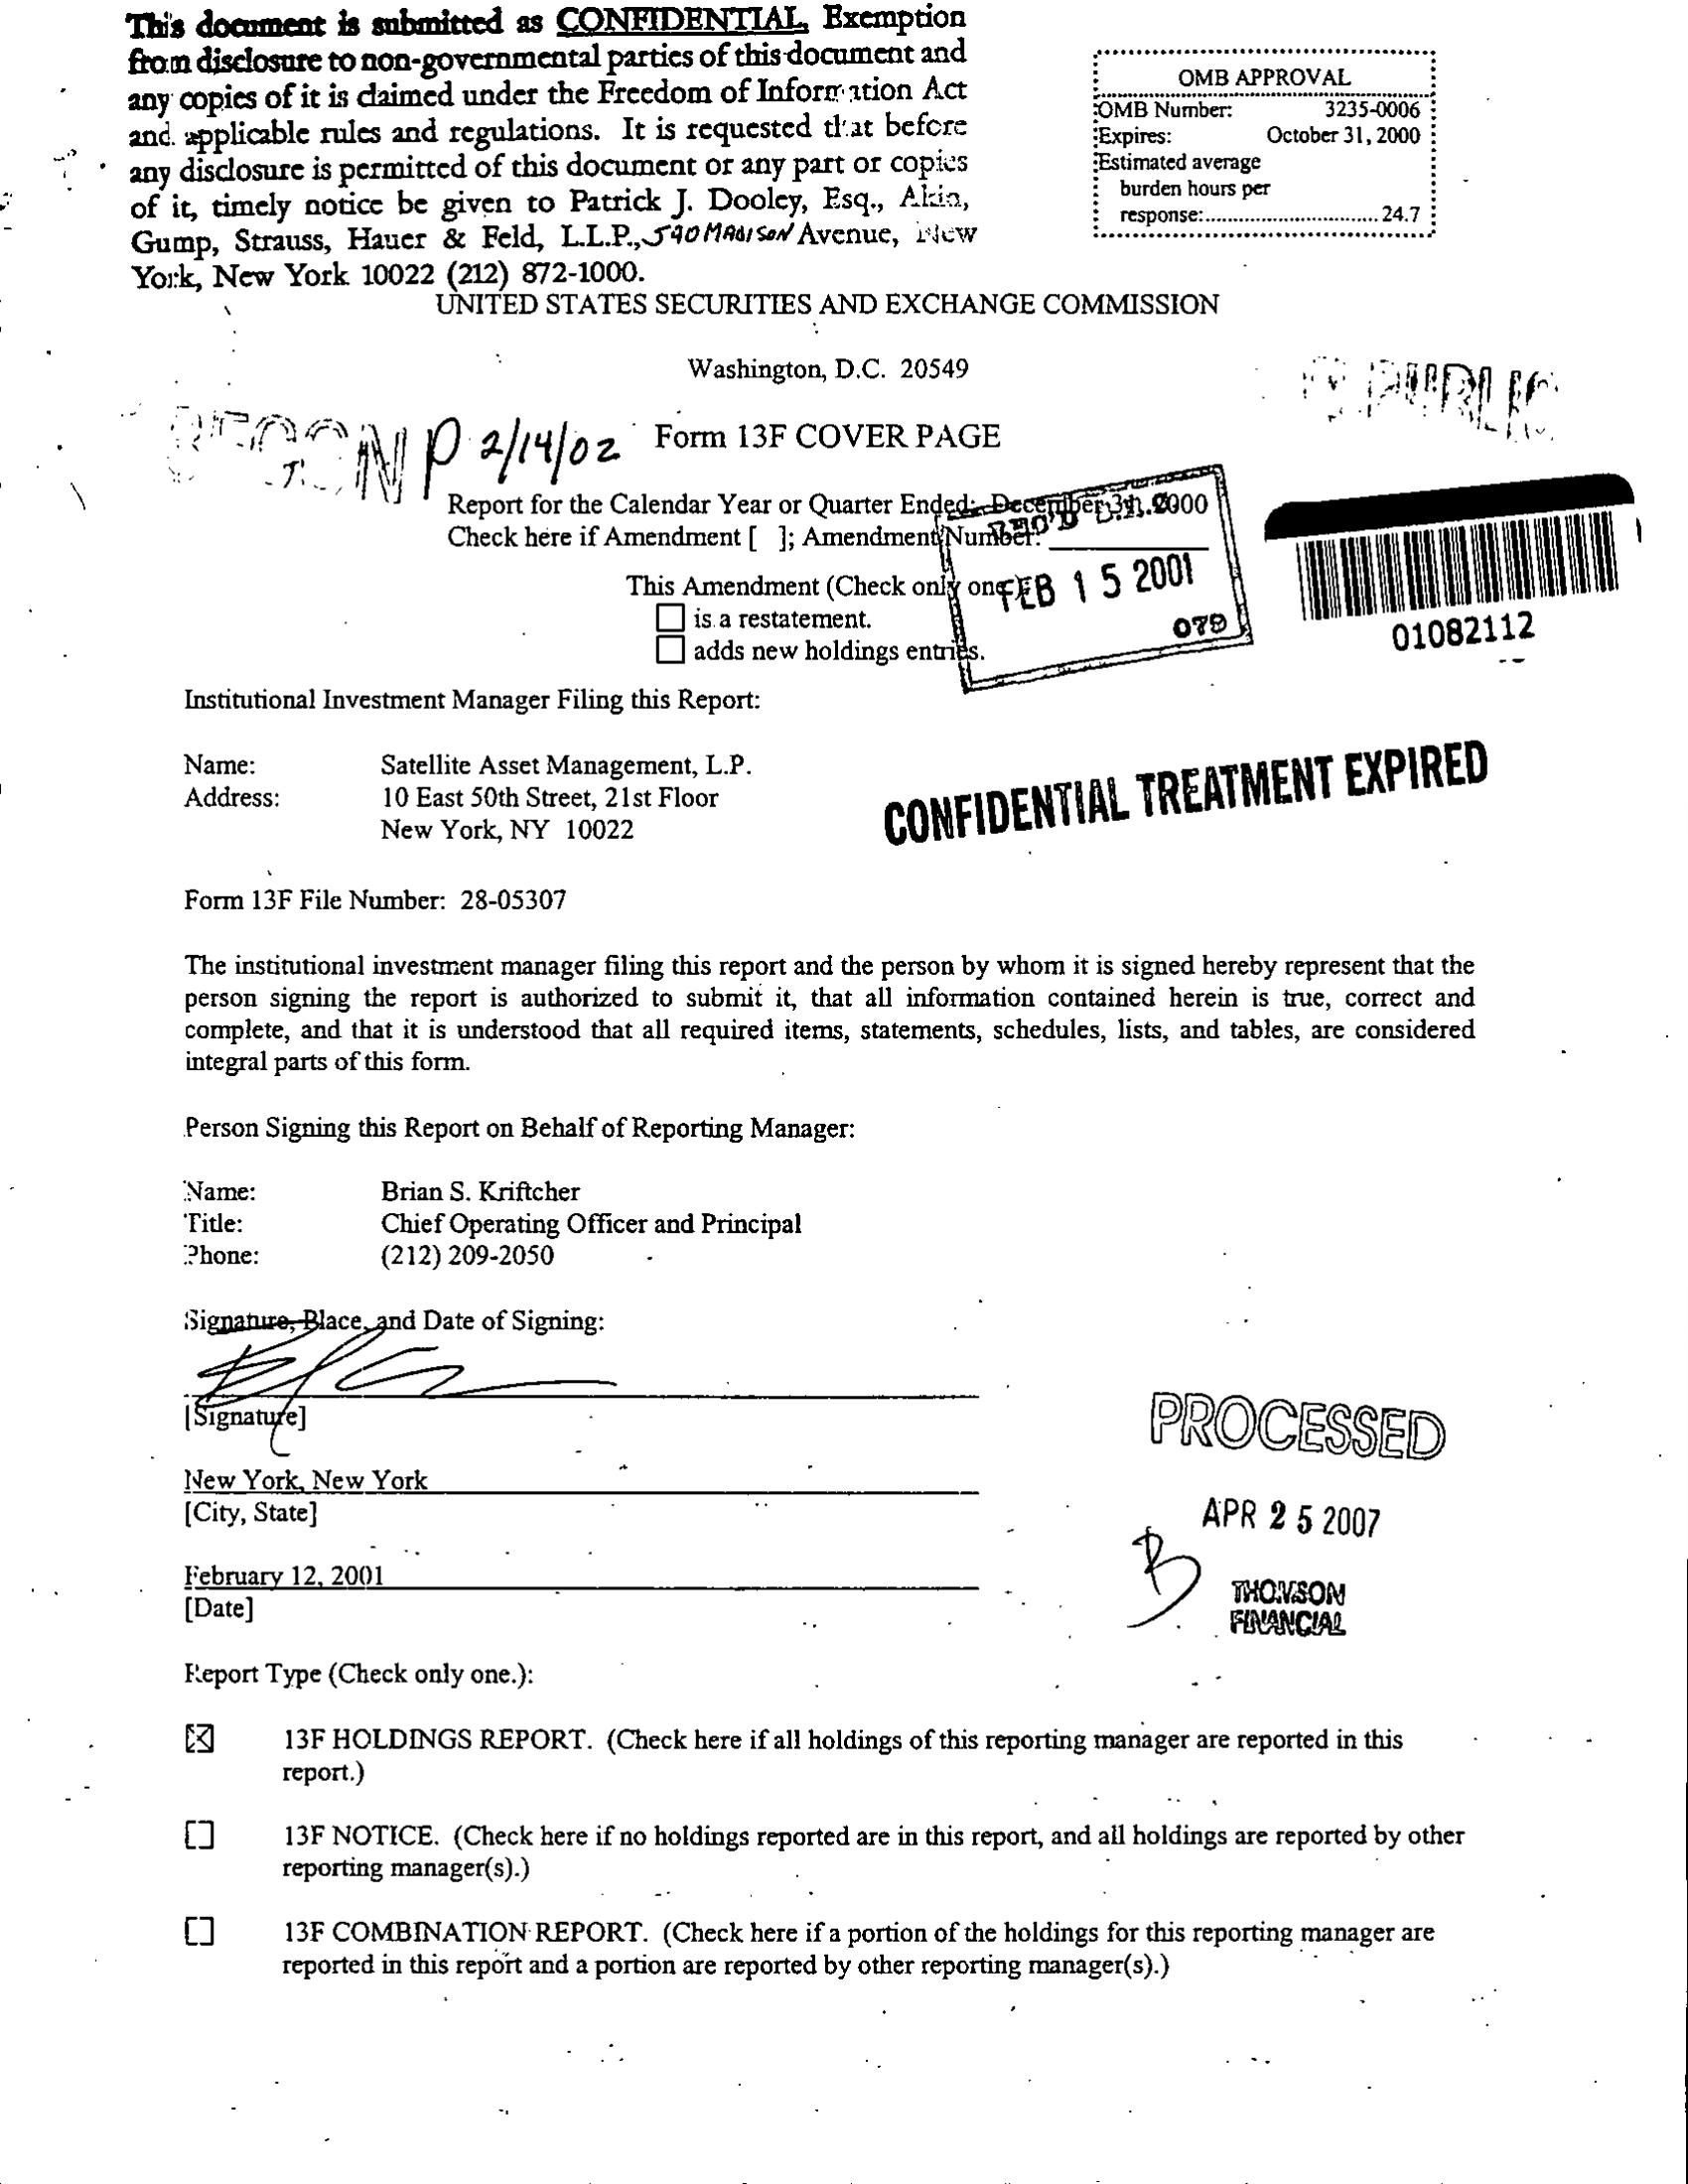 This document is submitted as CONFIDENTIAL. Exemption
from disclosure to non-governmental parties of this document and
any copies of it is claimed under the Freedom of Information Act
and applicable rules and regulations. It is requested that before
any disclosure is permitted of this document or any part or copies
of it, timely notice be given to Patrick J. Dooley, Esq., Akin,
Gump, Strauss, Hauer & Feld, L.L.P., 590 MADISON Avenue, New
York, New York 10022 (212) 872-1000.
OMB APPROVAL
OMB Number: 3235-0006
Expires: October 31, 2000
Estimated average
burden hours per
response:............................... 24.7
UNITED STATES SECURITIES AND EXCHANGE COMMISSION
Washington, D.C. 20549
PUBLIC
P 2/14/02
Form 13F COVER PAGE
Report for the Calendar Year or Quarter Ended: December 31, 2000
Check here if Amendment [ ]; Amendment Number:
This Amendment (Check only one):
is a restatement.
adds new holdings entries.
REC'D
FEB 15 2001
079
01082112
Institutional Investment Manager Filing this Report:
Name: Satellite Asset Management, L.P.
Address: 10 East 50th Street, 21st Floor
New York, NY 10022
CONFIDENTIAL TREATMENT EXPIRED
Form 13F File Number: 28-05307
The institutional investment manager filing this report and the person by whom it is signed hereby represent that the
person signing the report is authorized to submit it, that all information contained herein is true, correct and
complete, and that it is understood that all required items, statements, schedules, lists, and tables, are considered
integral parts of this form.
Person Signing this Report on Behalf of Reporting Manager:
Name: Brian S. Kriftcher
Title: Chief Operating Officer and Principal
Phone: (212) 209-2050
Signature, Place, and Date of Signing:
[Signature]
New York, New York
[City, State]
February 12, 2001
[Date]
PROCESSED
APR 25 2007
B
THOMSON
FINANCIAL
Report Type (Check only one.):
[X] 13F HOLDINGS REPORT. (Check here if all holdings of this reporting manager are reported in this
report.)
[ ] 13F NOTICE. (Check here if no holdings reported are in this report, and all holdings are reported by other
reporting manager(s).)
[ ] 13F COMBINATION REPORT. (Check here if a portion of the holdings for this reporting manager are
reported in this report and a portion are reported by other reporting manager(s).)